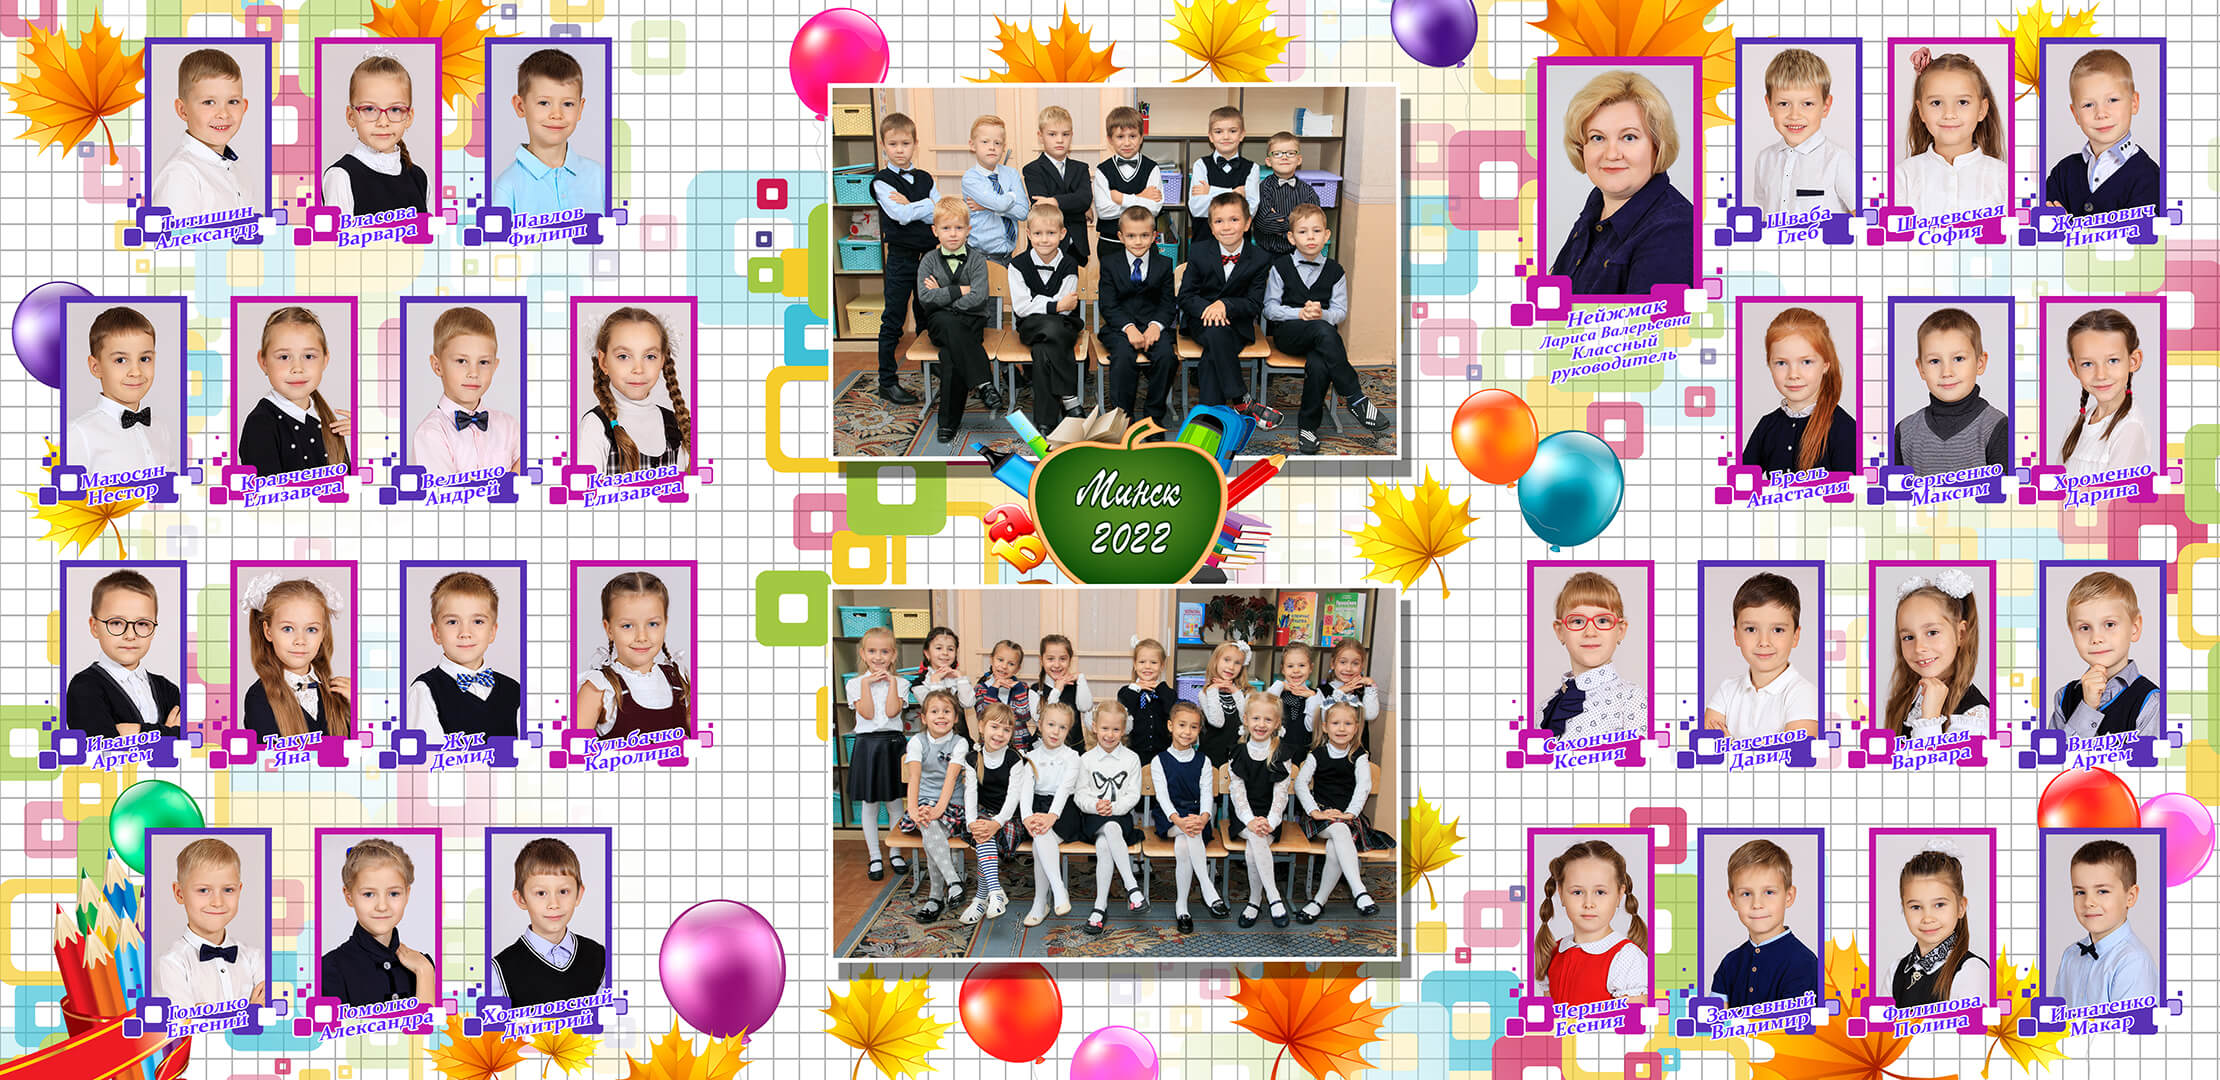 Титишин
Александр
Власова
Варвара
Павлов
Филипп
Матосян
Нестор
Кравченко
Елизавета
Величко
Андрей
Казакова
Елизавета
Иванов
Артём
Такун
Яна
Жук
Демид
Кульбачко
Каролина
Гомолко
Евгений
Гомолко
Александра
Хотиловский
Дмитрий
Минск
2022
Нейжмак
Лариса Валерьевна
Классный
руководитель
Шваба
Глеб
Шадевская
София
Жданович
Никита
Брель
Анастасия
Сергеенко
Максим
Хроменко
Дарина
Сахончик
Ксения
Натетков
Давид
Гладкая
Варвара
Видрук
Артём
Черник
Есения
Захлевный
Владимир
Филипова
Полина
Игнатенко
Макар